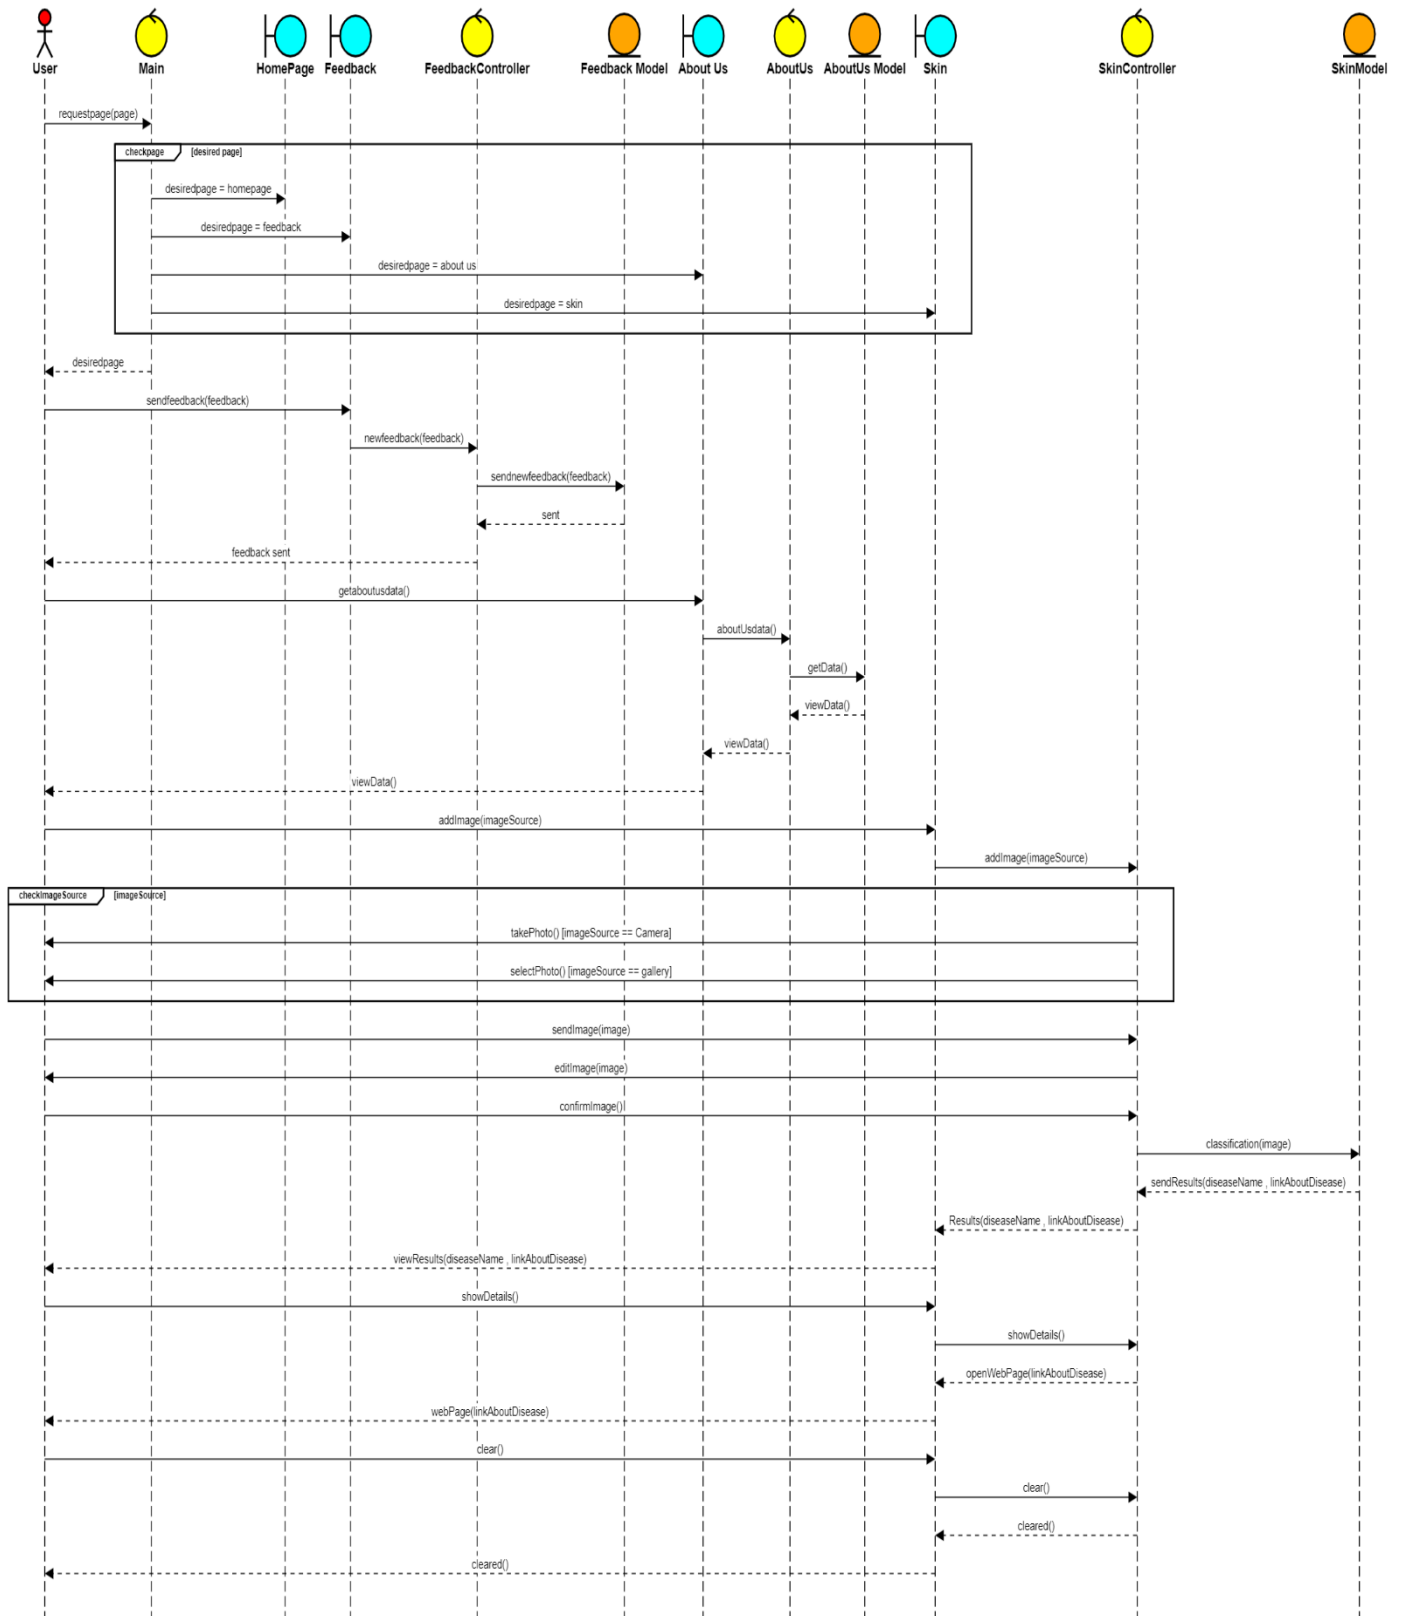 User Main HomePage Feedback FeedbackController Feedback Model About Us AboutUs AboutUs Model Skin SkinController SkinModel
requestpage(page)
checkpage [desired page]
desiredpage = homepage
desiredpage = feedback
desiredpage = about us
desiredpage = skin
desiredpage
sendfeedback(feedback)
newfeedback(feedback)
sendnewfeedback(feedback)
sent
feedback sent
getaboutusdata()
aboutUsdata()
getData()
viewData()
viewData()
viewData()
addImage(imageSource)
addImage(imageSource)
checkImageSource [imageSource]
takePhoto() [imageSource == Camera]
selectPhoto() [imageSource == gallery]
sendImage(image)
editImage(image)
confirmImage()
classification(image)
sendResults(diseaseName , linkAboutDisease)
Results(diseaseName , linkAboutDisease)
viewResults(diseaseName , linkAboutDisease)
showDetails()
showDetails()
openWebPage(linkAboutDisease)
webPage(linkAboutDisease)
clear()
clear()
cleared()
cleared()